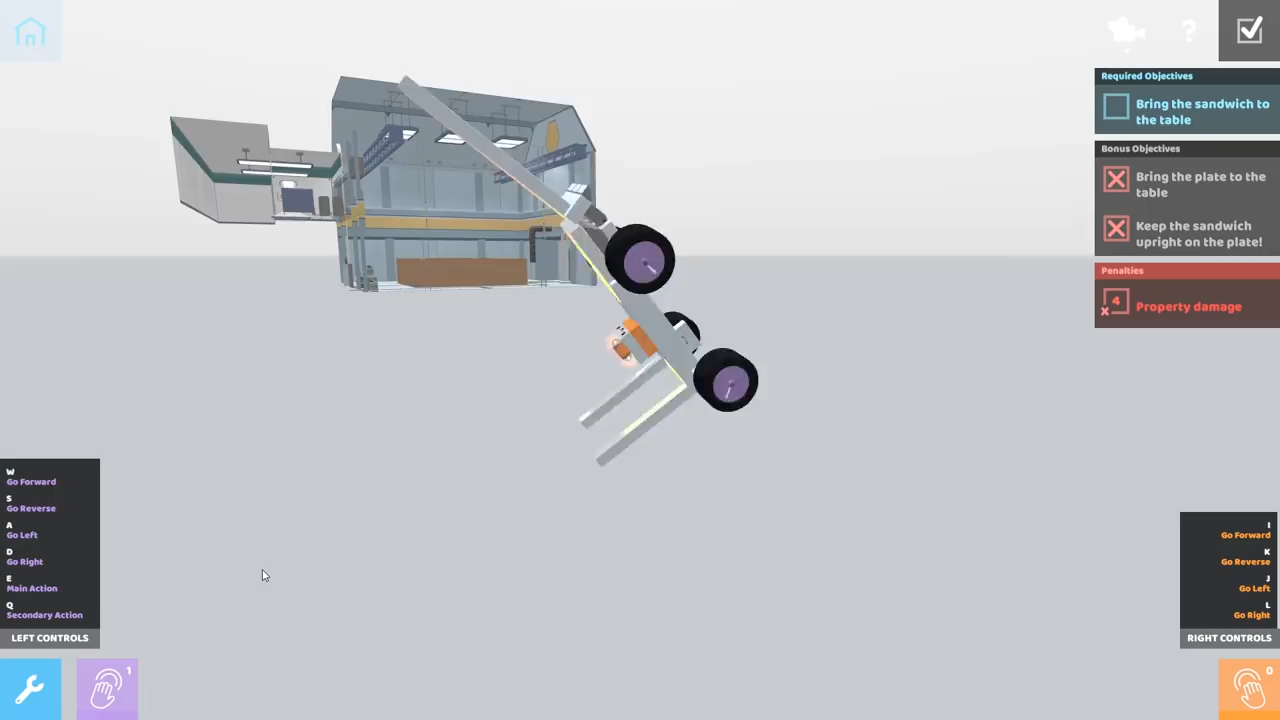 ?
Required Objectives
Bring the sandwich to
the table
Bonus Objectives
Bring the plate to the
table
Keep the sandwich
upright on the plate!
Penalties
4
x
Property damage
W
Go Forward
S
Go Reverse
A
Go Left
D
Go Right
E
Main Action
Q
Secondary Action
LEFT CONTROLS
I
Go Forward
K
Go Reverse
J
Go Left
L
Go Right
RIGHT CONTROLS
1
0